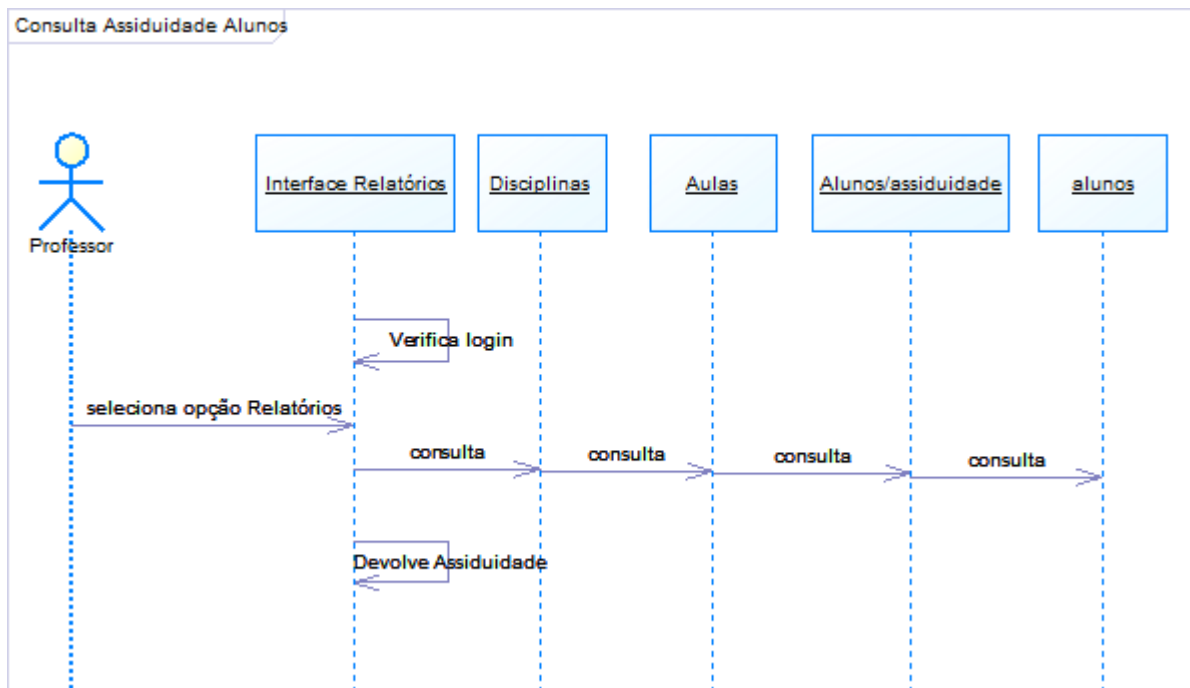 Consulta Assiduidade Alunos
Interface Relatórios
Disciplinas
Aulas
Alunos/assiduidade
alunos
Professor
Verifica login
seleciona opção Relatórios
consulta
consulta
consulta
consulta
Devolve Assiduidade